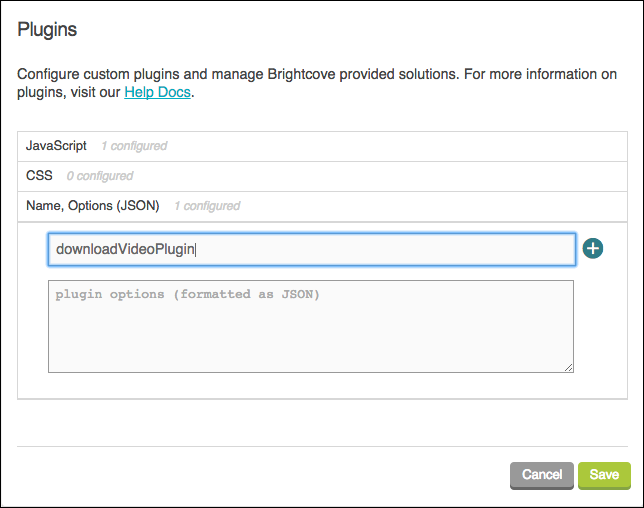 Plugins
Configure custom plugins and manage Brightcove provided solutions. For more information on
plugins, visit our Help Docs.
JavaScript 1 configured
CSS 0 configured
Name, Options (JSON) 1 configured
downloadVideoPlugin
plugin options (formatted as JSON)
Cancel Save